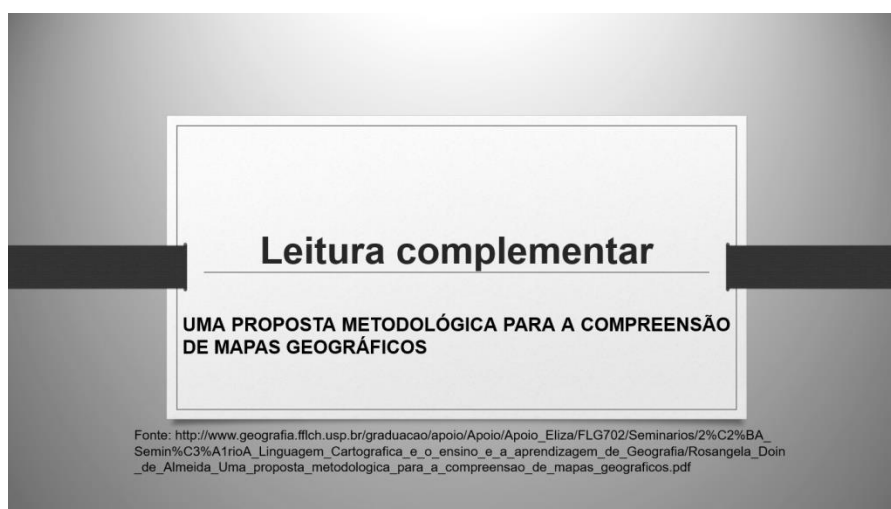 Leitura complementar
UMA PROPOSTA METODOLÓGICA PARA A COMPREENSÃO
DE MAPAS GEOGRÁFICOS
Fonte: http://www.geografia.fflch.usp.br/graduacao/apoio/Apoio/Apoio_Eliza/FLG702/Seminarios/2%C2%BA_
Semin%C3%A1rioA_Linguagem_Cartografica_e_o_ensino_e_a_aprendizagem_de_Geografia/Rosangela_Doin
_de_Almeida_Uma_proposta_metodologica_para_a_compreensao_de_mapas_geograficos.pdf